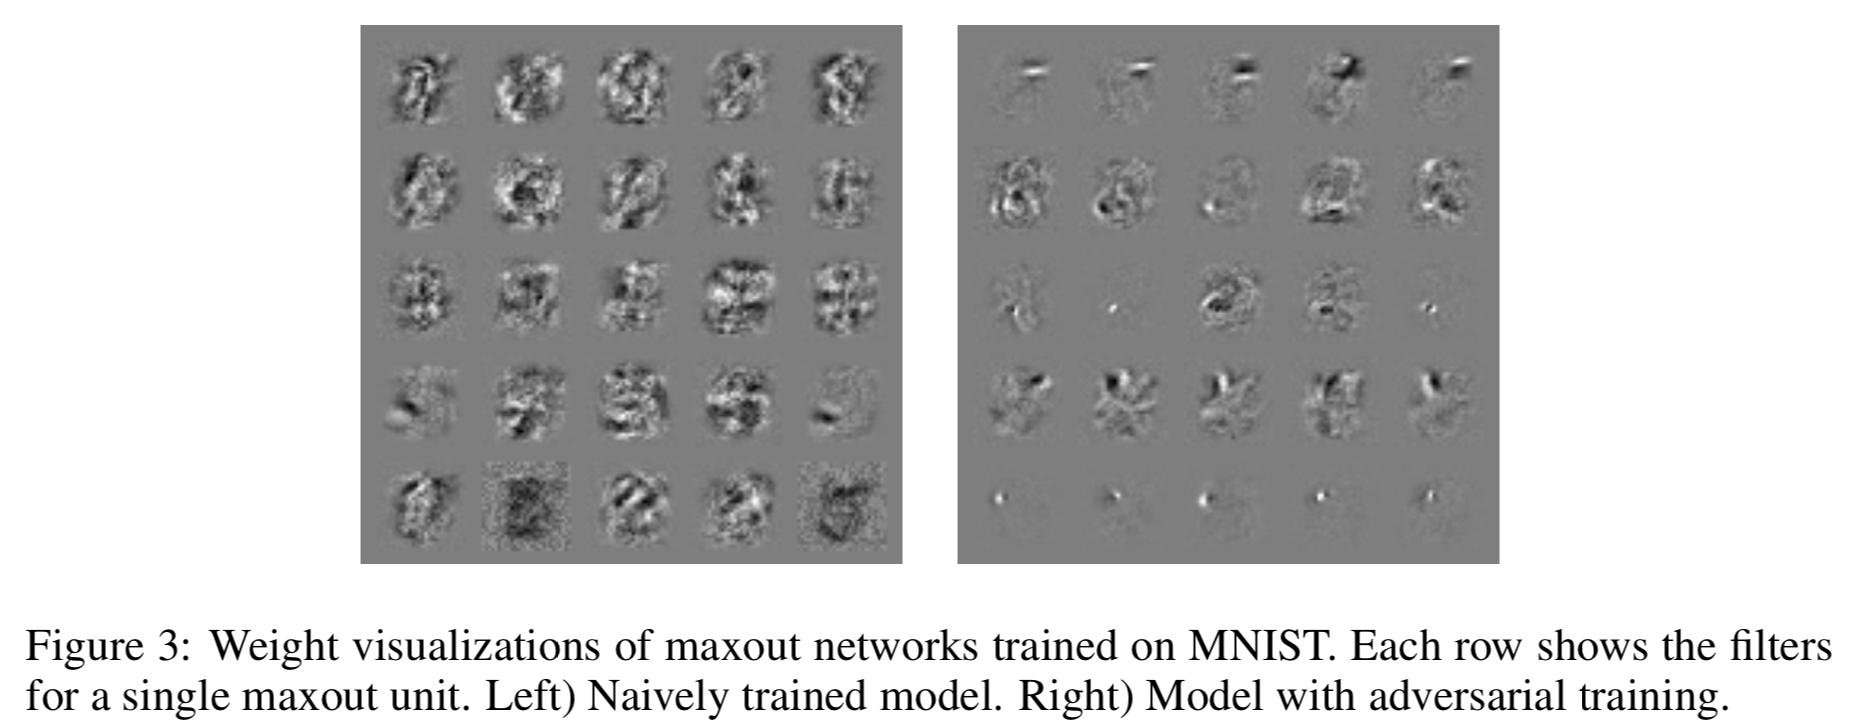 Figure 3: Weight visualizations of maxout networks trained on MNIST. Each row shows the filters
for a single maxout unit. Left) Naively trained model. Right) Model with adversarial training.